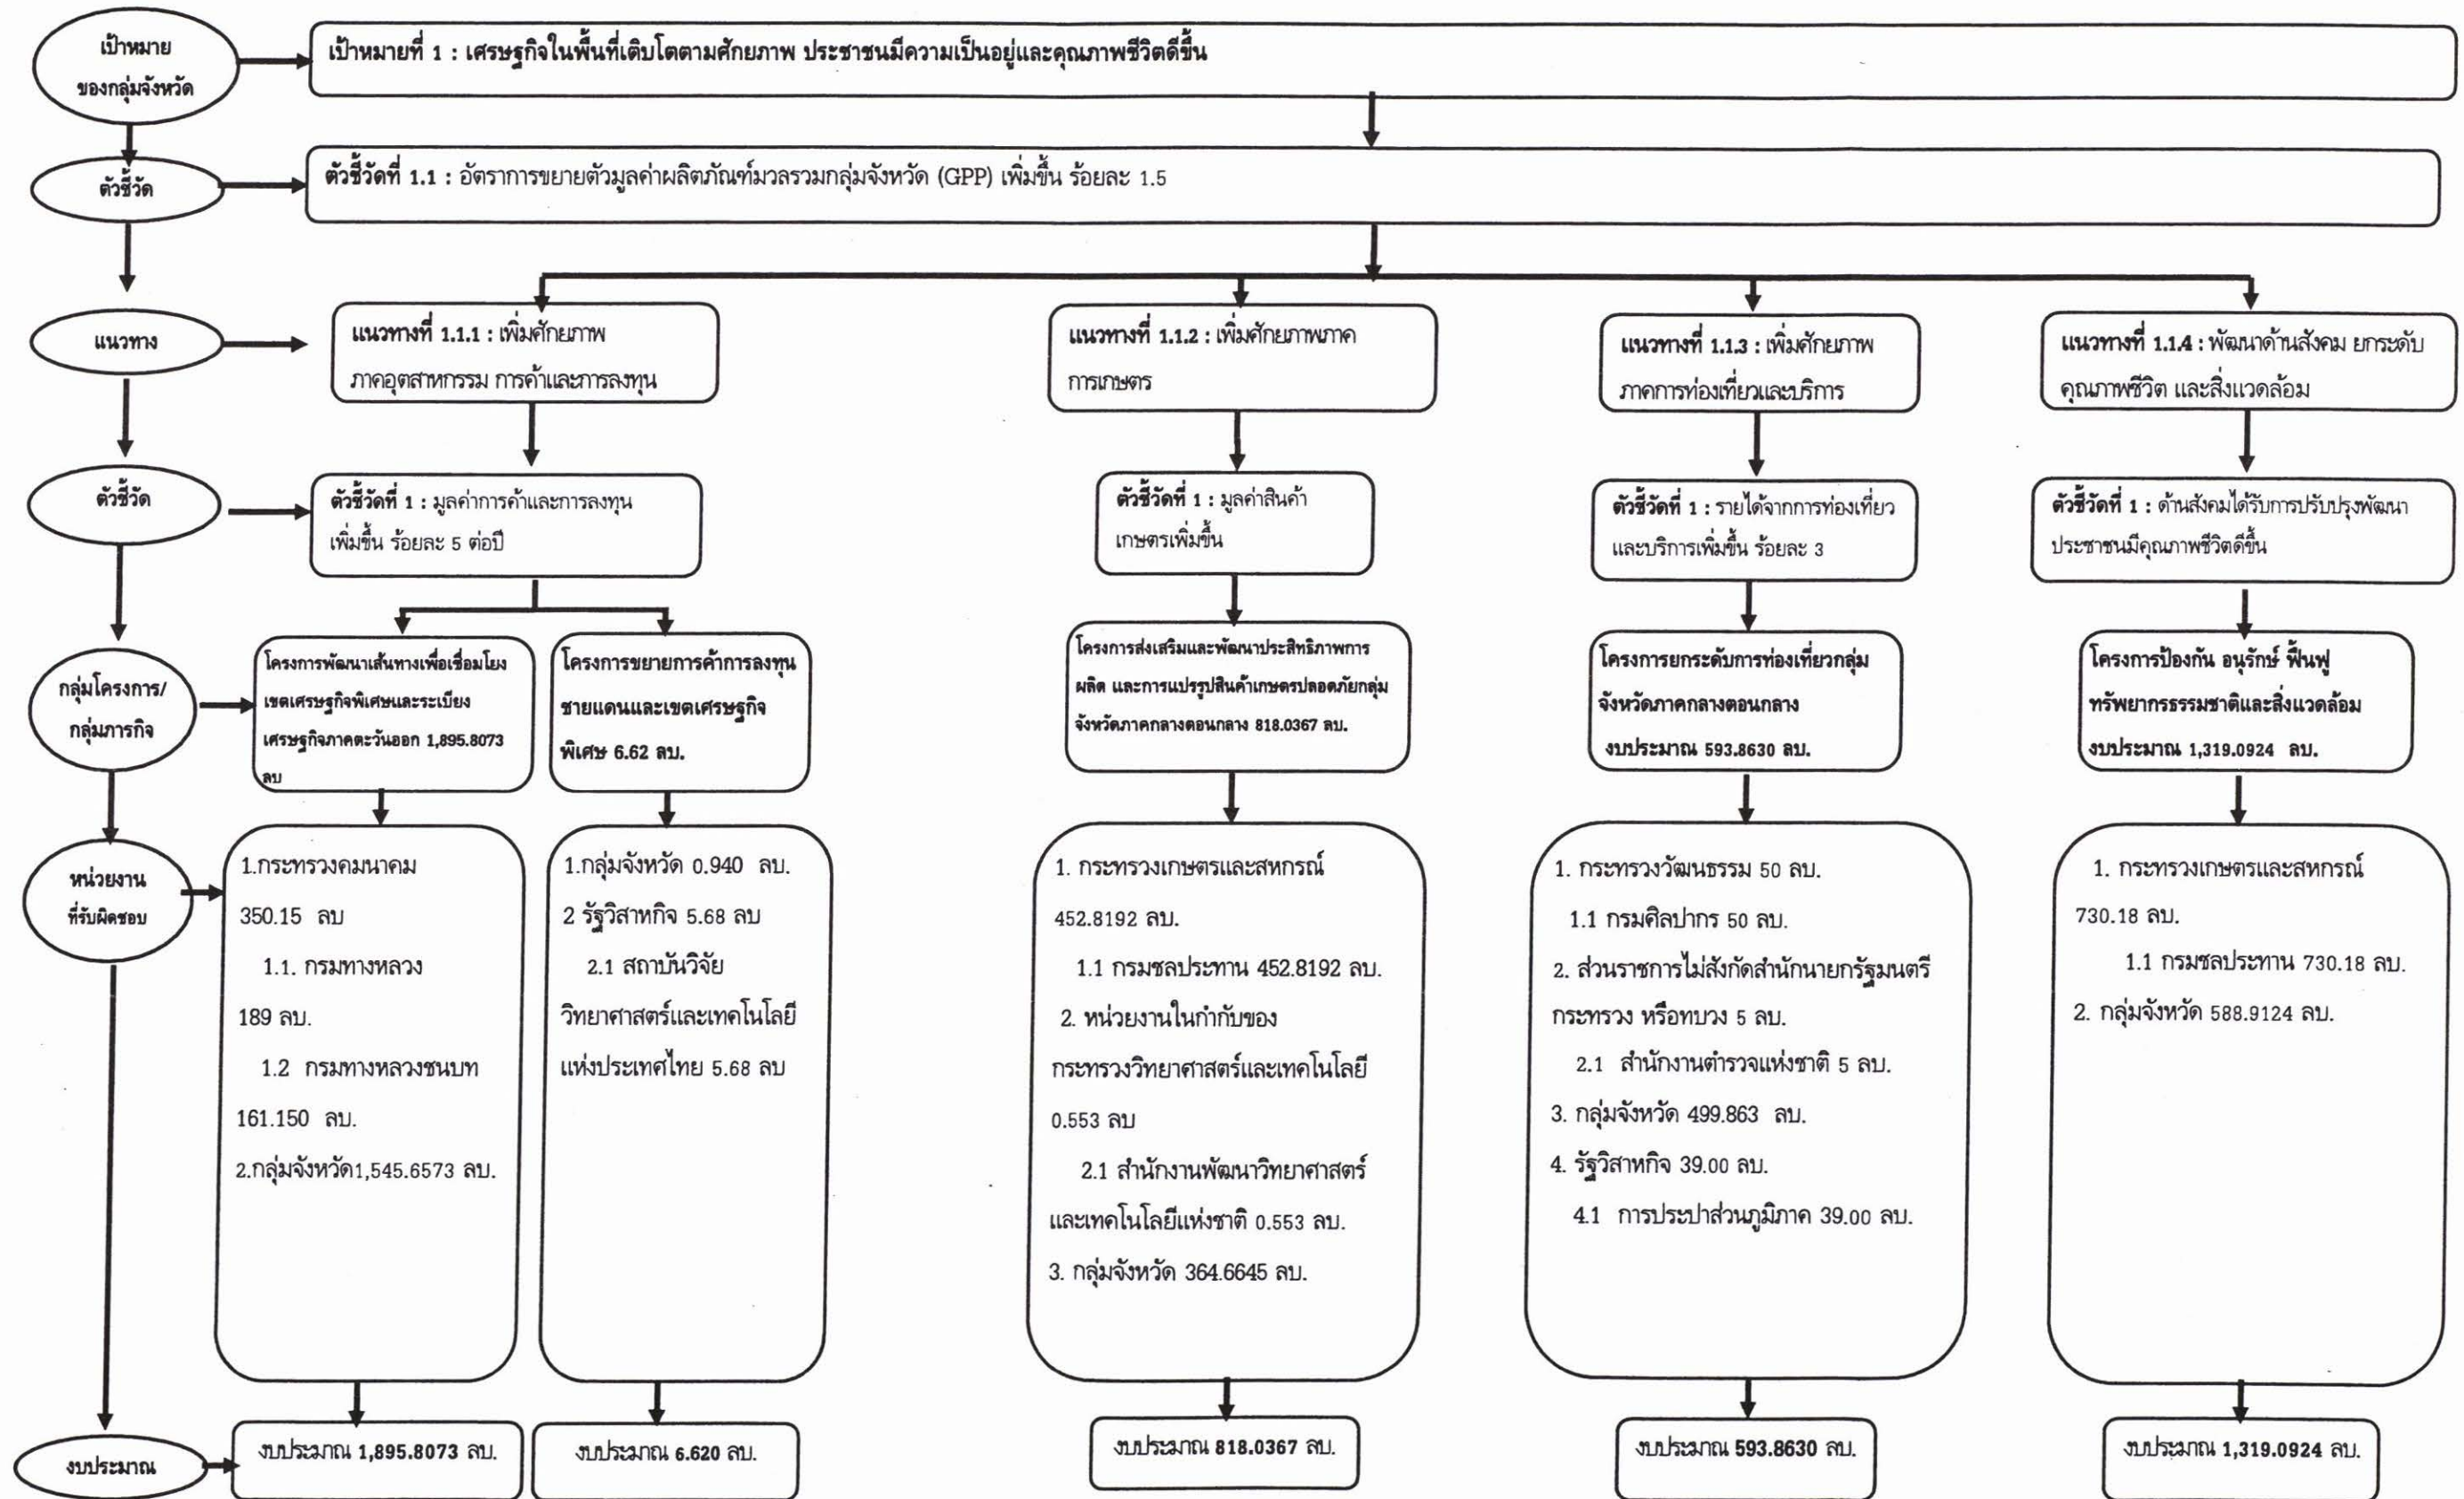 เป้าหมาย
ของกลุ่มจังหวัด
เป้าหมายที่ 1 : เศรษฐกิจในพื้นที่เติบโตตามศักยภาพ ประชาชนมีความเป็นอยู่และคุณภาพชีวิตดีขึ้น
ตัวชี้วัด
ตัวชี้วัดที่ 1.1 : อัตราการขยายตัวมูลค่าผลิตภัณฑ์มวลรวมกลุ่มจังหวัด (GPP) เพิ่มขึ้น ร้อยละ 1.5
แนวทาง
แนวทางที่ 1.1.1 : เพิ่มศักยภาพ
ภาคอุตสาหกรรม การค้าและการลงทุน
แนวทางที่ 1.1.2 : เพิ่มศักยภาพภาค
การเกษตร
แนวทางที่ 1.1.3 : เพิ่มศักยภาพ
ภาคการท่องเที่ยวและบริการ
แนวทางที่ 1.1.4 : พัฒนาด้านสังคม ยกระดับ
คุณภาพชีวิต และสิ่งแวดล้อม
ตัวชี้วัด
ตัวชี้วัดที่ 1 : มูลค่าการค้าและการลงทุน
เพิ่มขึ้น ร้อยละ 5 ต่อปี
ตัวชี้วัดที่ 1 : มูลค่าสินค้า
เกษตรเพิ่มขึ้น
ตัวชี้วัดที่ 1 : รายได้จากการท่องเที่ยว
และบริการเพิ่มขึ้น ร้อยละ 3
ตัวชี้วัดที่ 1 : ด้านสังคมได้รับการปรับปรุงพัฒนา
ประชาชนมีคุณภาพชีวิตดีขึ้น
กลุ่มโครงการ/
กลุ่มภารกิจ
โครงการพัฒนาเส้นทางเพื่อเชื่อมโยง
เขตเศรษฐกิจพิเศษและระเบียง
เศรษฐกิจภาคตะวันออก 1,895.8073
ลบ
โครงการขยายการค้าการลงทุน
ชายแดนและเขตเศรษฐกิจ
พิเศษ 6.62 ลบ.
โครงการส่งเสริมและพัฒนาประสิทธิภาพการ
ผลิต และการแปรรูปสินค้าเกษตรปลอดภัยกลุ่ม
จังหวัดภาคกลางตอนกลาง 818.0367 ลบ.
โครงการยกระดับการท่องเที่ยวกลุ่ม
จังหวัดภาคกลางตอนกลาง
งบประมาณ 593.8630 ลบ.
โครงการป้องกัน อนุรักษ์ ฟื้นฟู
ทรัพยากรธรรมชาติและสิ่งแวดล้อม
งบประมาณ 1,319.0924 ลบ.
หน่วยงาน
ที่รับผิดชอบ
1.กระทรวงคมนาคม
350.15 ลบ
1.1. กรมทางหลวง
189 ลบ.
1.2 กรมทางหลวงชนบท
161.150 ลบ.
2.กลุ่มจังหวัด1,545.6573 ลบ.
1.กลุ่มจังหวัด 0.940 ลบ.
2 รัฐวิสาหกิจ 5.68 ลบ
2.1 สถาบันวิจัย
วิทยาศาสตร์และเทคโนโลยี
แห่งประเทศไทย 5.68 ลบ
1. กระทรวงเกษตรและสหกรณ์
452.8192 ลบ.
1.1 กรมชลประทาน 452.8192 ลบ.
2. หน่วยงานในกำกับของ
กระทรวงวิทยาศาสตร์และเทคโนโลยี
0.553 ลบ
2.1 สำนักงานพัฒนาวิทยาศาสตร์
และเทคโนโลยีแห่งชาติ 0.553 ลบ.
3. กลุ่มจังหวัด 364.6645 ลบ.
1. กระทรวงวัฒนธรรม 50 ลบ.
1.1 กรมศิลปากร 50 ลบ.
2. ส่วนราชการไม่สังกัดสำนักนายกรัฐมนตรี
กระทรวง หรือทบวง 5 ลบ.
2.1 สำนักงานตำรวจแห่งชาติ 5 ลบ.
3. กลุ่มจังหวัด 499.863 ลบ.
4. รัฐวิสาหกิจ 39.00 ลบ.
4.1 การประปาส่วนภูมิภาค 39.00 ลบ.
1. กระทรวงเกษตรและสหกรณ์
730.18 ลบ.
1.1 กรมชลประทาน 730.18 ลบ.
2. กลุ่มจังหวัด 588.9124 ลบ.
งบประมาณ
งบประมาณ 1,895.8073 ลบ.
งบประมาณ 6.620 ลบ.
งบประมาณ 818.0367 ลบ.
งบประมาณ 593.8630 ลบ.
งบประมาณ 1,319.0924 ลบ.